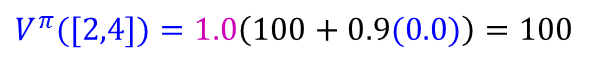 V^π([2,4]) = 1.0(100 + 0.9(0.0)) = 100